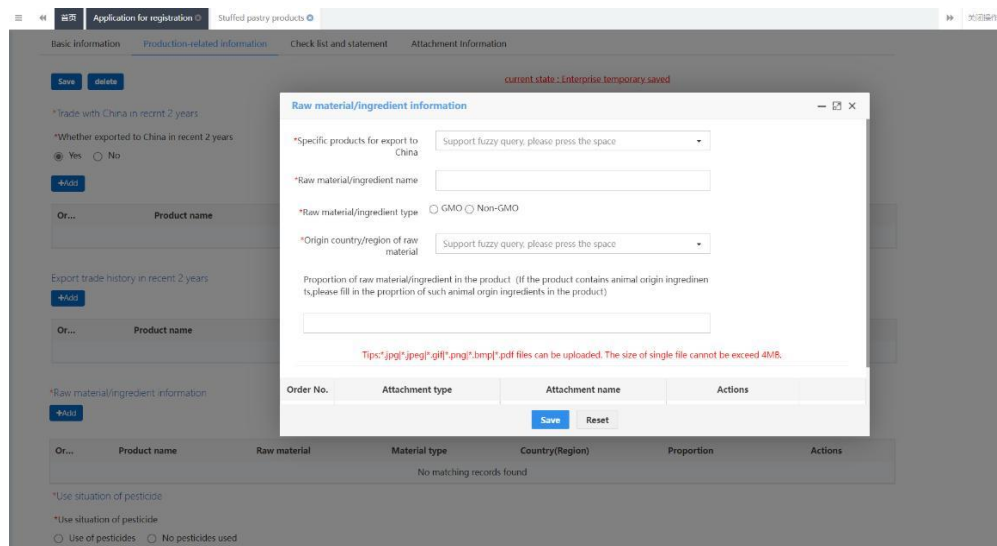 首页 Application for registration Stuffed pastry products 关闭操作
Basic information Production-related information Check list and statement Attachment Information
Save delete current state : Enterprise temporary saved
*Trade with China in recrnt 2 years
*Whether exported to China in recent 2 years
Yes No
+Add
Or... Product name
Export trade history in recent 2 years
+Add
Or... Product name
*Raw material/ingredient information
+Add
Or... Product name Raw material Material type Country(Region) Proportion Actions
No matching records found
*Use situation of pesticide
*Use situation of pesticide
Use of pesticides No pesticides used
Raw material/ingredient information
*Specific products for export to
China
Support fuzzy query, please press the space
*Raw material/ingredient name
*Raw material/ingredient type GMO Non-GMO
*Origin country/region of raw
material
Support fuzzy query, please press the space
Proportion of raw material/ingredient in the product (If the product contains animal origin ingredinen
ts,please fill in the proprtion of such animal orgin ingredients in the product)
Tips:*.jpg|*.jpeg|*.gif|*.png|*.bmp|*.pdf files can be uploaded. The size of single file cannot be exceed 4MB.
Order No. Attachment type Attachment name Actions
Save Reset